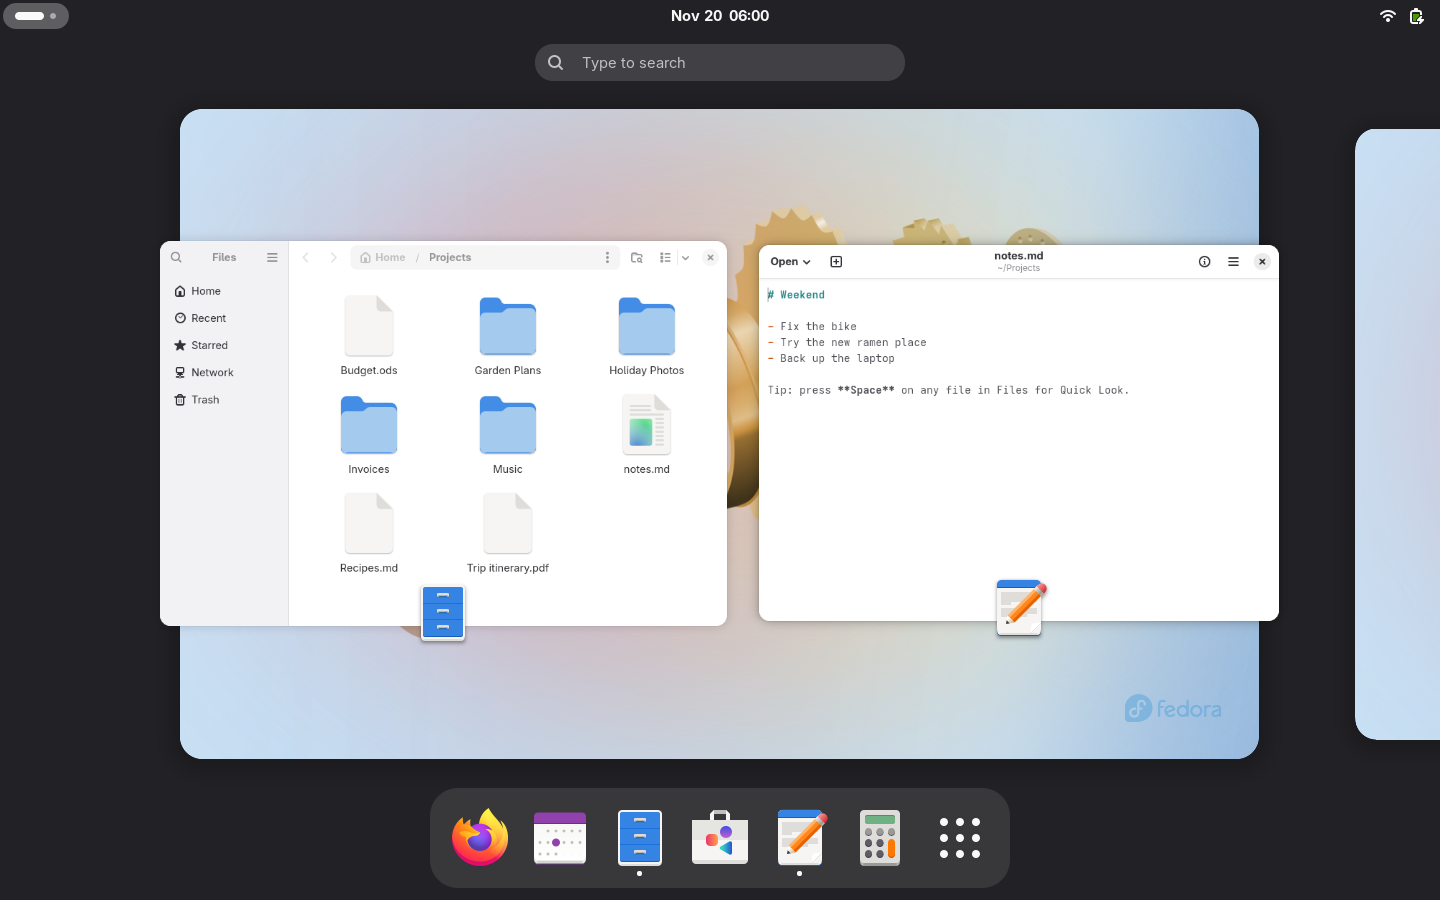 Nov 20 06:00
Type to search
Files
Home / Projects
Home
Recent
Starred
Network
Trash
Budget.ods
Garden Plans
Holiday Photos
Invoices
Music
notes.md
Recipes.md
Trip itinerary.pdf
Open
notes.md
~/Projects
# Weekend
- Fix the bike
- Try the new ramen place
- Back up the laptop
Tip: press **Space** on any file in Files for Quick Look.
fedora